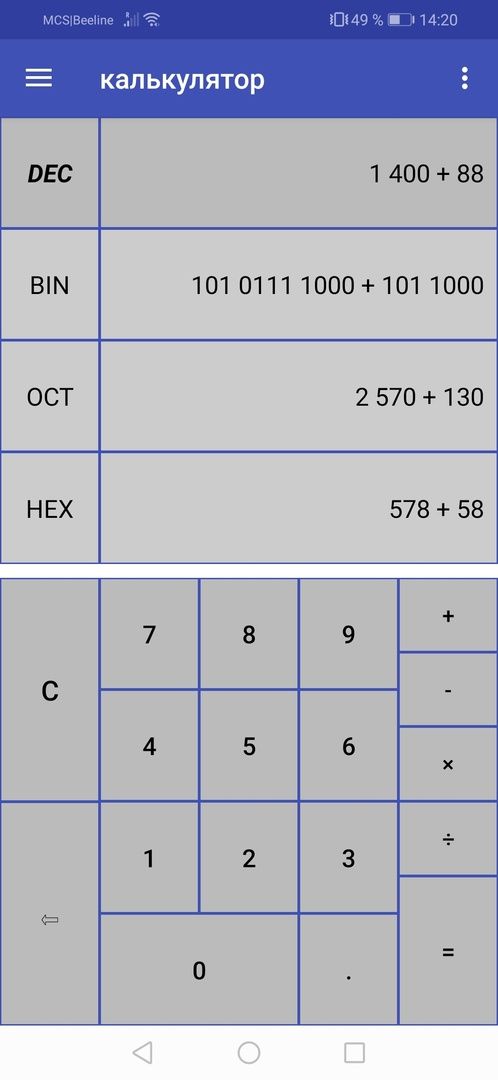 MCS|Beeline 49 % 14:20
калькулятор
DEC 1 400 + 88
BIN 101 0111 1000 + 101 1000
OCT 2 570 + 130
HEX 578 + 58
C 7 8 9 +
-
4 5 6 ×
1 2 3 ÷
⇦ 0 . =